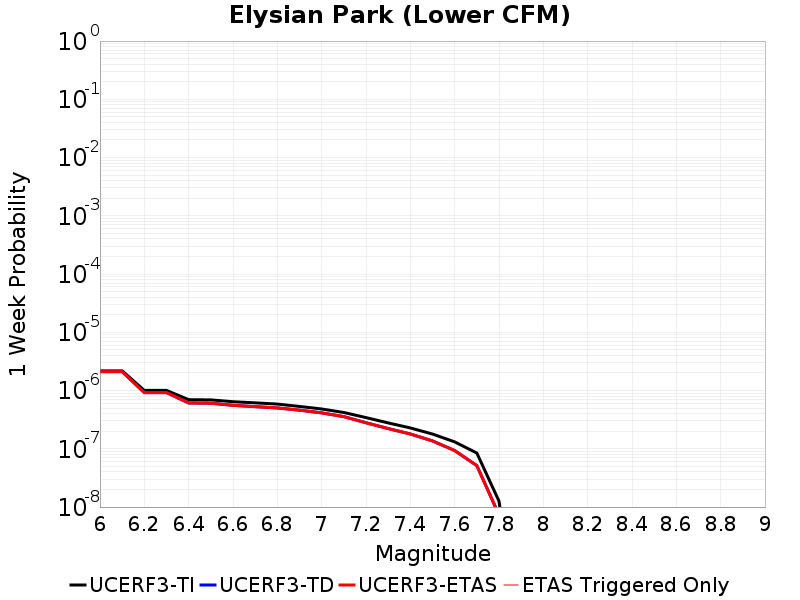 Elysian Park (Lower CFM)
1 Week Probability
10^0
10^-1
10^-2
10^-3
10^-4
10^-5
10^-6
10^-7
10^-8
6 6.2 6.4 6.6 6.8 7 7.2 7.4 7.6 7.8 8 8.2 8.4 8.6 8.8 9
Magnitude
UCERF3-TI UCERF3-TD UCERF3-ETAS ETAS Triggered Only